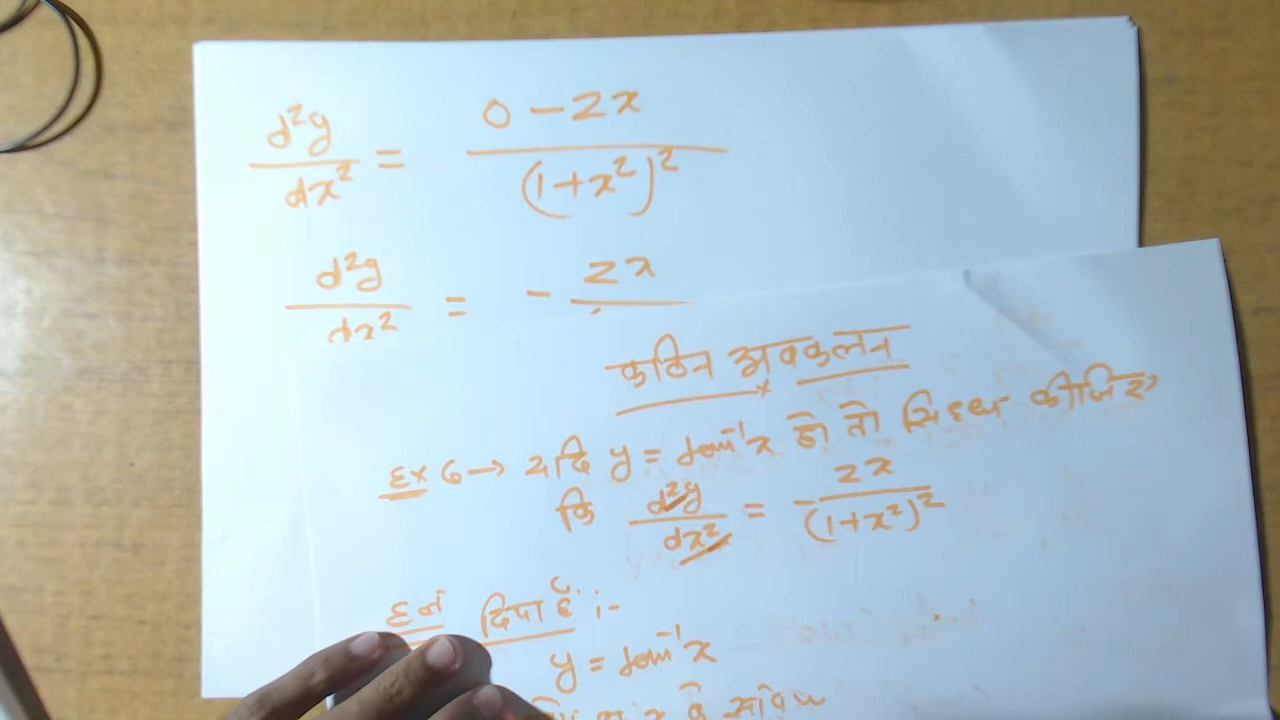 d²y/dx² = 0 - 2x/(1+x²)²
d²y/dx² = - 2x
कठिन अवकलन
Ex 6 → यदि y = tan⁻¹x हो तो सिद्ध कीजिए
कि d²y/dx² = - 2x/(1+x²)²
हल दिया है :-
y = tan⁻¹x
x के सापेक्ष